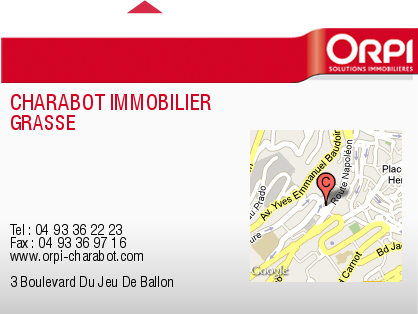 ORPI
SOLUTIONS IMMOBILIÈRES
CHARABOT IMMOBILIER
GRASSE
Tel : 04 93 36 22 23
Fax : 04 93 36 97 16
www.orpi-charabot.com
3 Boulevard Du Jeu De Ballon
Av. Yves Emmanuel Baudoin
Route Napoléon
Plac
Her
du Prado
C
Bd Jac
Carnot
Google